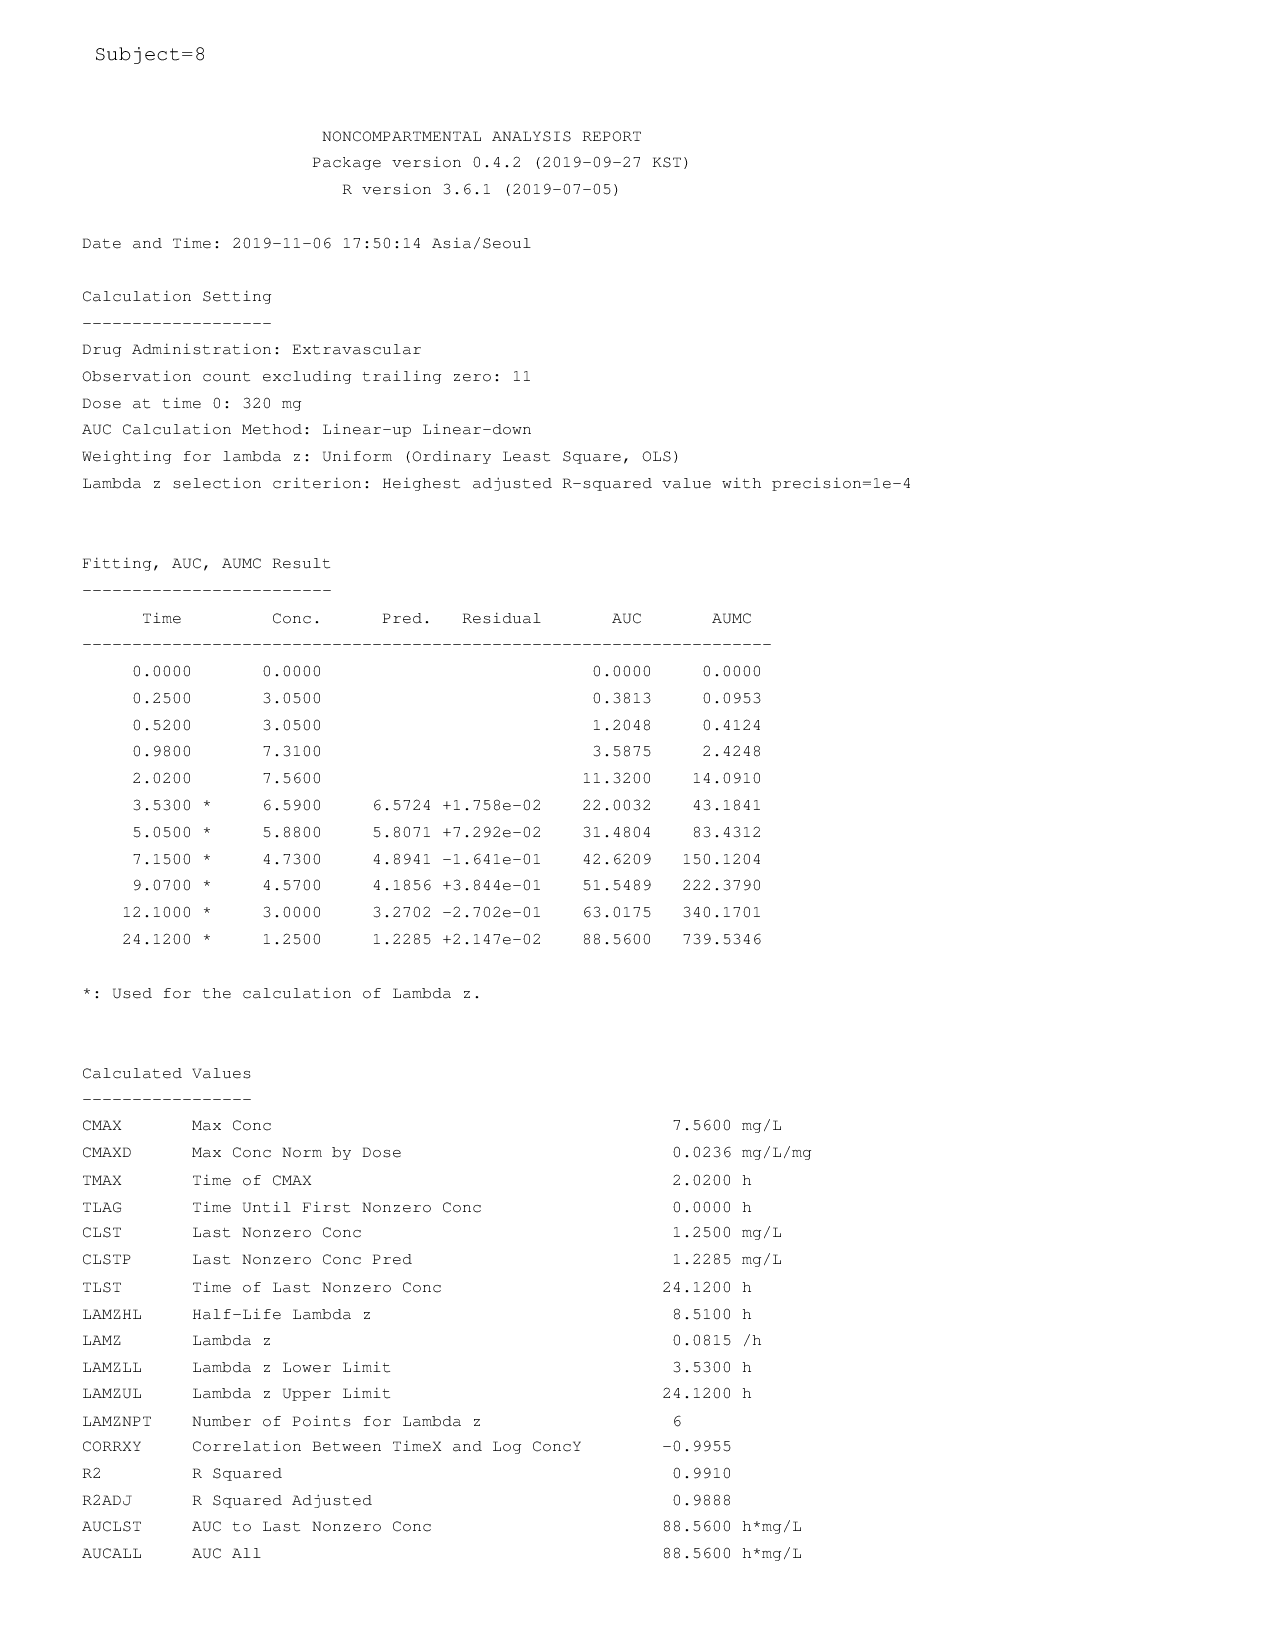 Subject=8
NONCOMPARTMENTAL ANALYSIS REPORT
Package version 0.4.2 (2019-09-27 KST)
R version 3.6.1 (2019-07-05)
Date and Time: 2019-11-06 17:50:14 Asia/Seoul
Calculation Setting
-------------------
Drug Administration: Extravascular
Observation count excluding trailing zero: 11
Dose at time 0: 320 mg
AUC Calculation Method: Linear-up Linear-down
Weighting for lambda z: Uniform (Ordinary Least Square, OLS)
Lambda z selection criterion: Heighest adjusted R-squared value with precision=1e-4
Fitting, AUC, AUMC Result
-------------------------
Time Conc. Pred. Residual AUC AUMC
---------------------------------------------------------------------
0.0000 0.0000 0.0000 0.0000
0.2500 3.0500 0.3813 0.0953
0.5200 3.0500 1.2048 0.4124
0.9800 7.3100 3.5875 2.4248
2.0200 7.5600 11.3200 14.0910
3.5300 * 6.5900 6.5724 +1.758e-02 22.0032 43.1841
5.0500 * 5.8800 5.8071 +7.292e-02 31.4804 83.4312
7.1500 * 4.7300 4.8941 -1.641e-01 42.6209 150.1204
9.0700 * 4.5700 4.1856 +3.844e-01 51.5489 222.3790
12.1000 * 3.0000 3.2702 -2.702e-01 63.0175 340.1701
24.1200 * 1.2500 1.2285 +2.147e-02 88.5600 739.5346
*: Used for the calculation of Lambda z.
Calculated Values
-----------------
CMAX Max Conc 7.5600 mg/L
CMAXD Max Conc Norm by Dose 0.0236 mg/L/mg
TMAX Time of CMAX 2.0200 h
TLAG Time Until First Nonzero Conc 0.0000 h
CLST Last Nonzero Conc 1.2500 mg/L
CLSTP Last Nonzero Conc Pred 1.2285 mg/L
TLST Time of Last Nonzero Conc 24.1200 h
LAMZHL Half-Life Lambda z 8.5100 h
LAMZ Lambda z 0.0815 /h
LAMZLL Lambda z Lower Limit 3.5300 h
LAMZUL Lambda z Upper Limit 24.1200 h
LAMZNPT Number of Points for Lambda z 6
CORRXY Correlation Between TimeX and Log ConcY -0.9955
R2 R Squared 0.9910
R2ADJ R Squared Adjusted 0.9888
AUCLST AUC to Last Nonzero Conc 88.5600 h*mg/L
AUCALL AUC All 88.5600 h*mg/L